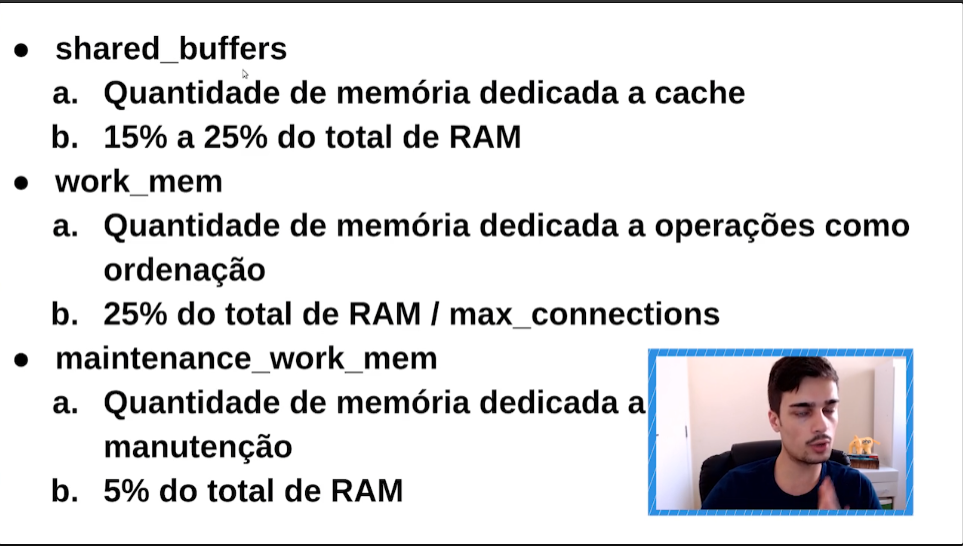 ● shared_buffers
a. Quantidade de memória dedicada a cache
b. 15% a 25% do total de RAM
● work_mem
a. Quantidade de memória dedicada a operações como
ordenação
b. 25% do total de RAM / max_connections
● maintenance_work_mem
a. Quantidade de memória dedicada a
manutenção
b. 5% do total de RAM